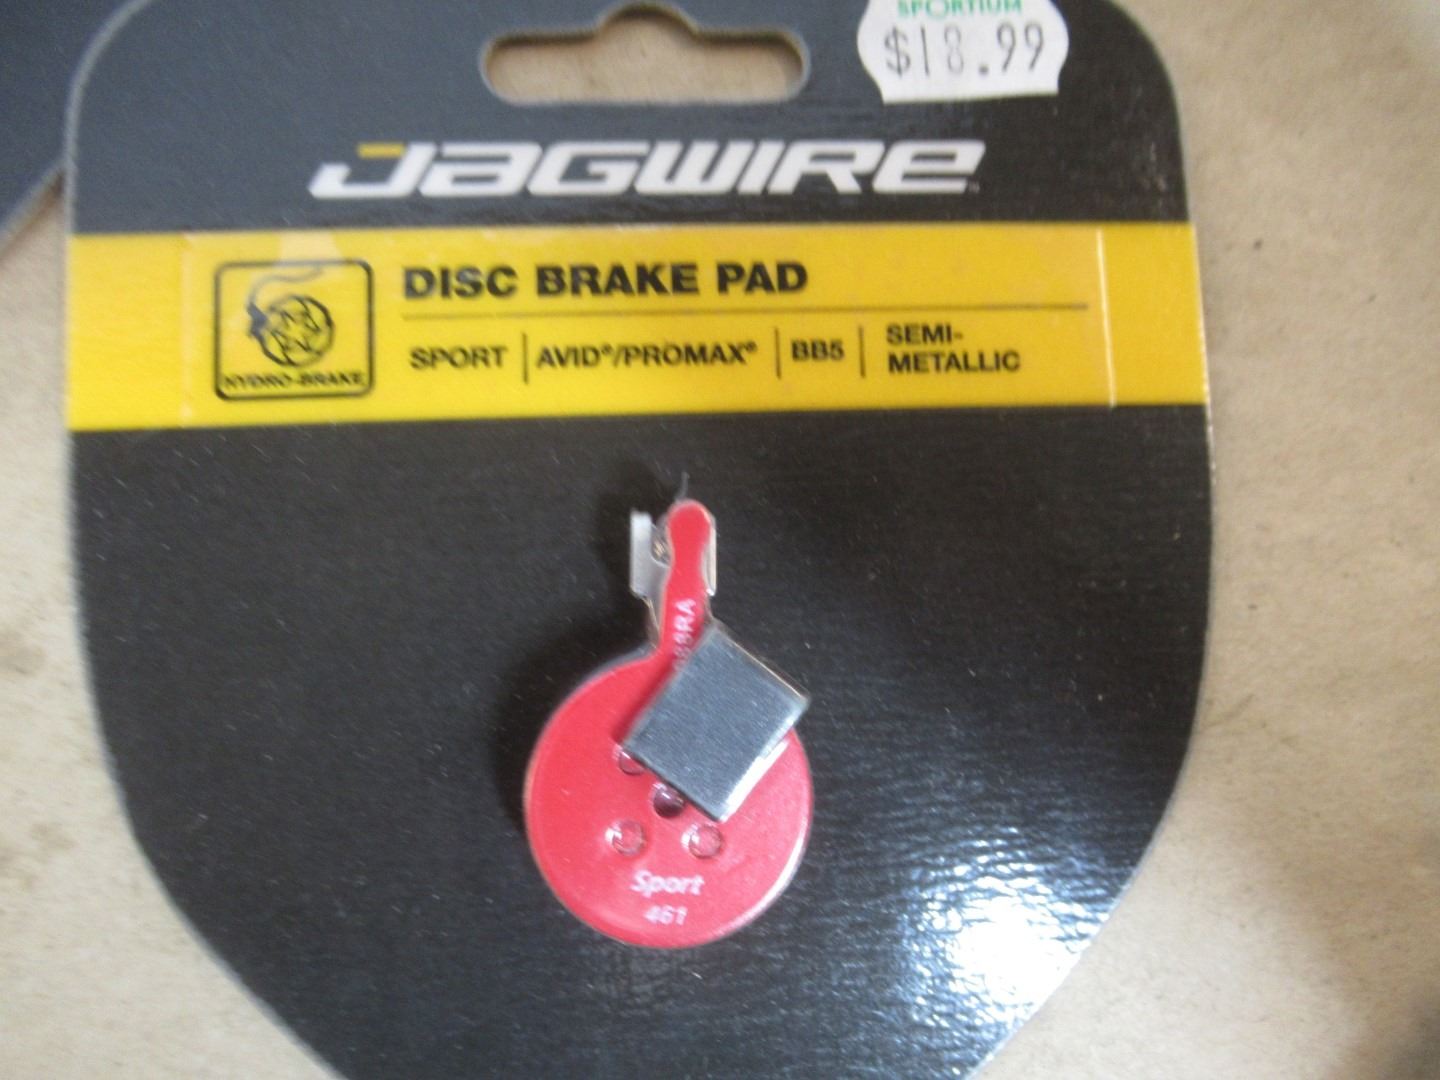 SPORTIUM
$18.99
JAGWIRE
DISC BRAKE PAD
SPORT | AVID®/PROMAX® | BB5 | SEMI-
METALLIC
HYDRO-BRAKE
Sport
461